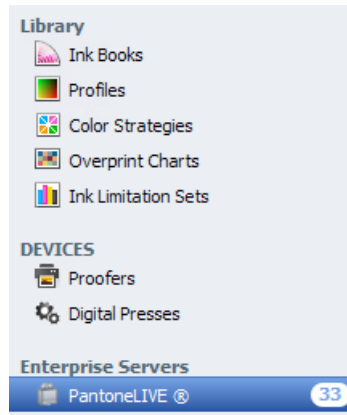 Library
Ink Books
Profiles
Color Strategies
Overprint Charts
Ink Limitation Sets
DEVICES
Proofers
Digital Presses
Enterprise Servers
PantoneLIVE ® 33